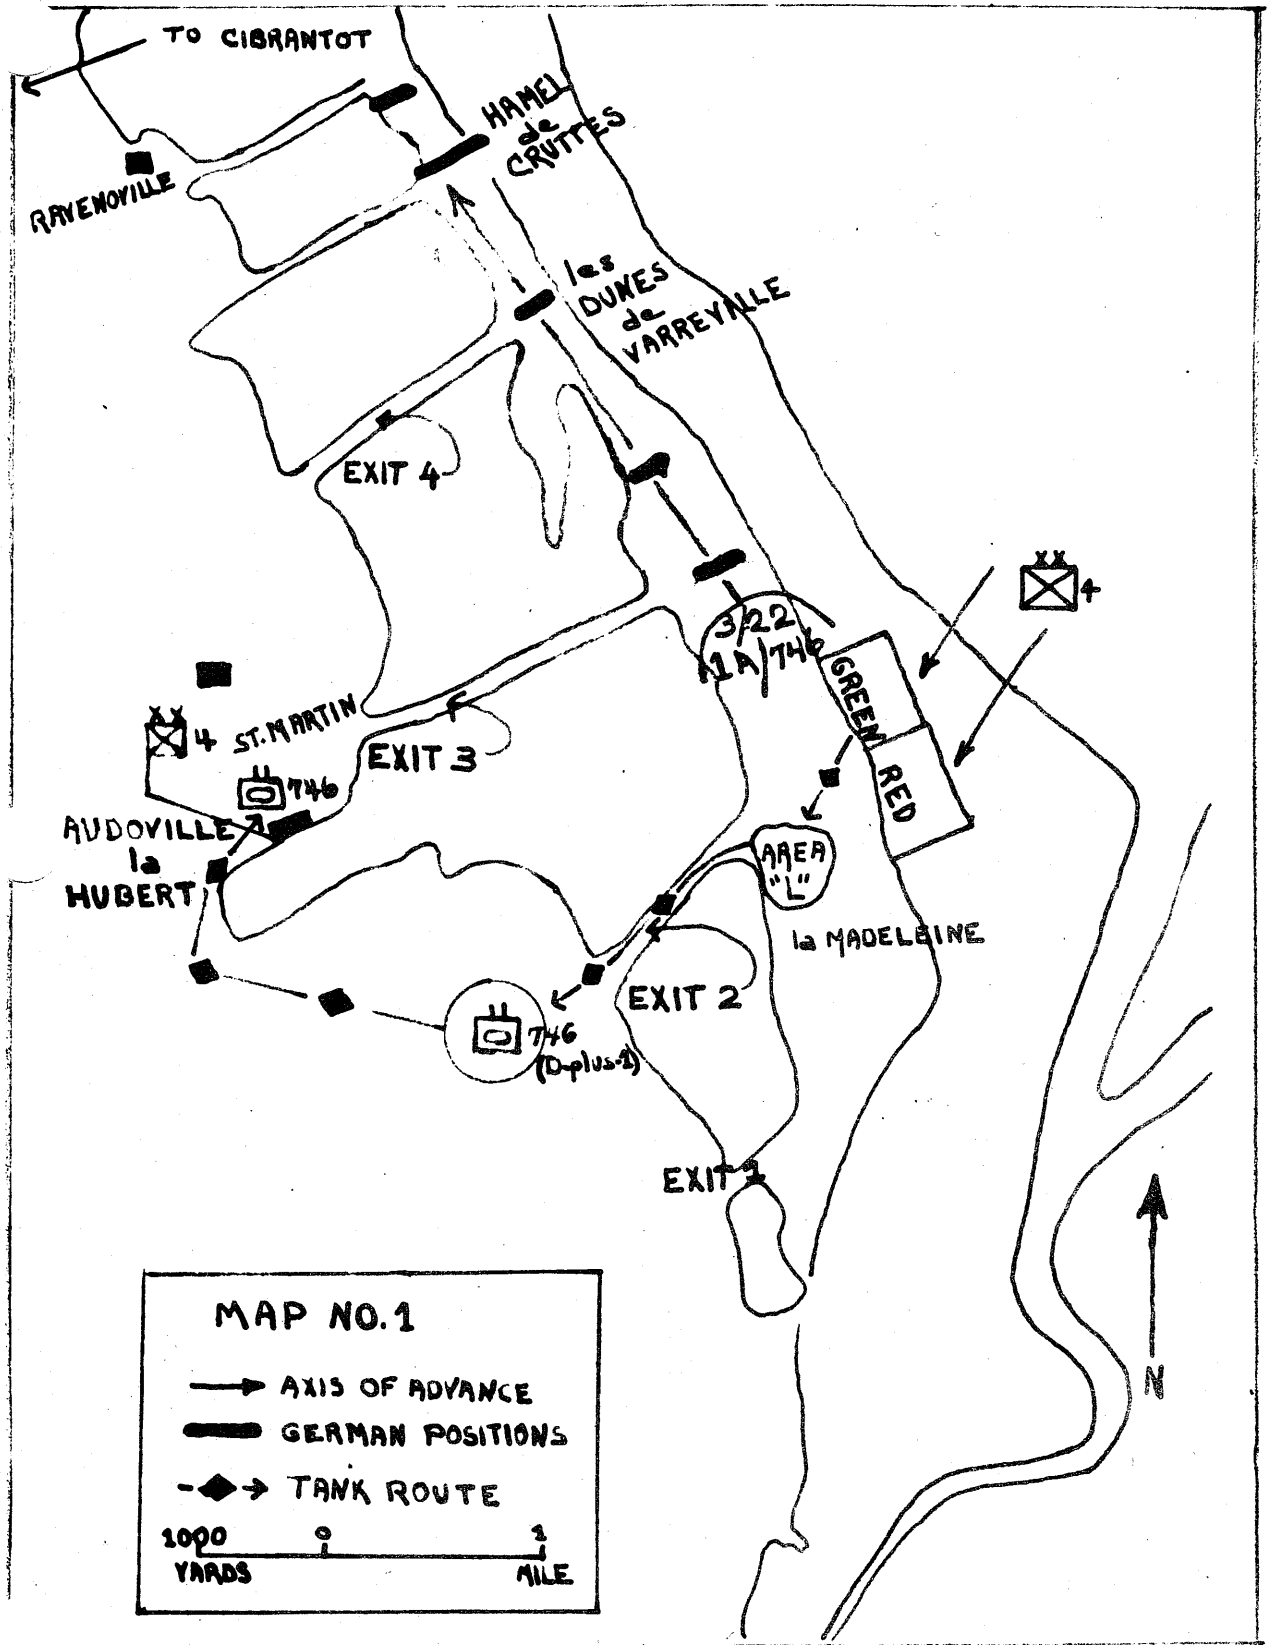 TO CIBRANTOT
HAMEL
de
CRUTTES
RAVENOVILLE
les
DUNES
de
VARREVALLE
EXIT 4
4
3/22
1A/746
GREEN
RED
4
ST. MARTIN
EXIT 3
746
AUDOVILLE
la
HUBERT
AREA
"L"
la MADELEINE
EXIT 2
746
(D-plus-1)
EXIT 1
N
MAP NO.1
AXIS OF ADVANCE
GERMAN POSITIONS
TANK ROUTE
1000 0 1
YARDS MILE